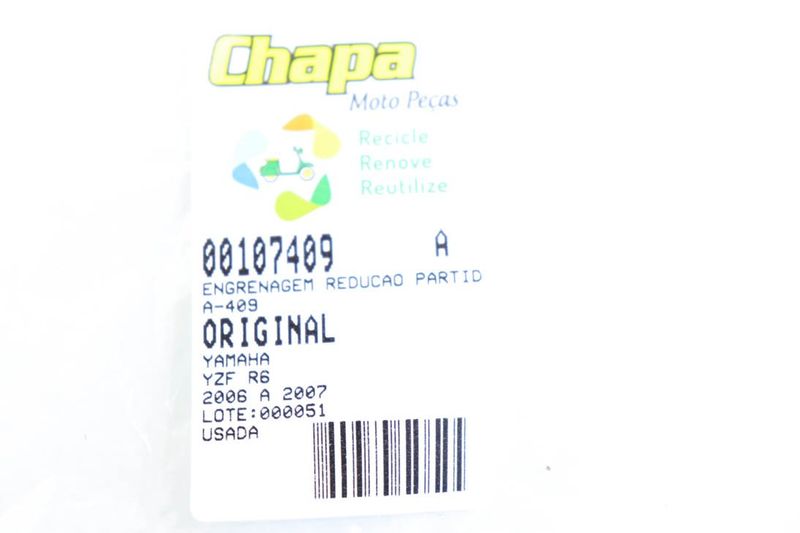 Chapa
Moto Peças
Recicle
Renove
Reutilize
00107409 A
ENGRENAGEM REDUCAO PARTID
A-409
ORIGINAL
YAMAHA
YZF R6
2006 A 2007
LOTE:000051
USADA